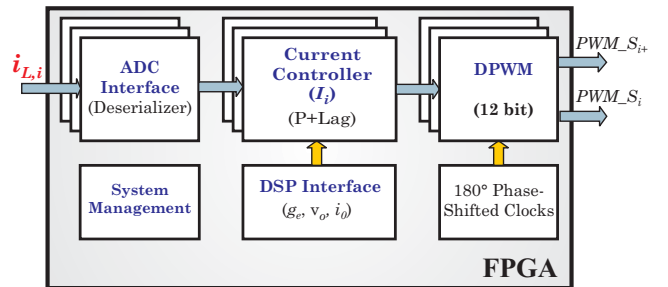 i_{L,i}
ADC
Interface
(Deserializer)
Current
Controller
(I_i)
(P+Lag)
DPWM
(12 bit)
PWM_S_{i+}
PWM_S_i
System
Management
DSP Interface
(g_e, v_o, i_0)
180° Phase-
Shifted Clocks
FPGA